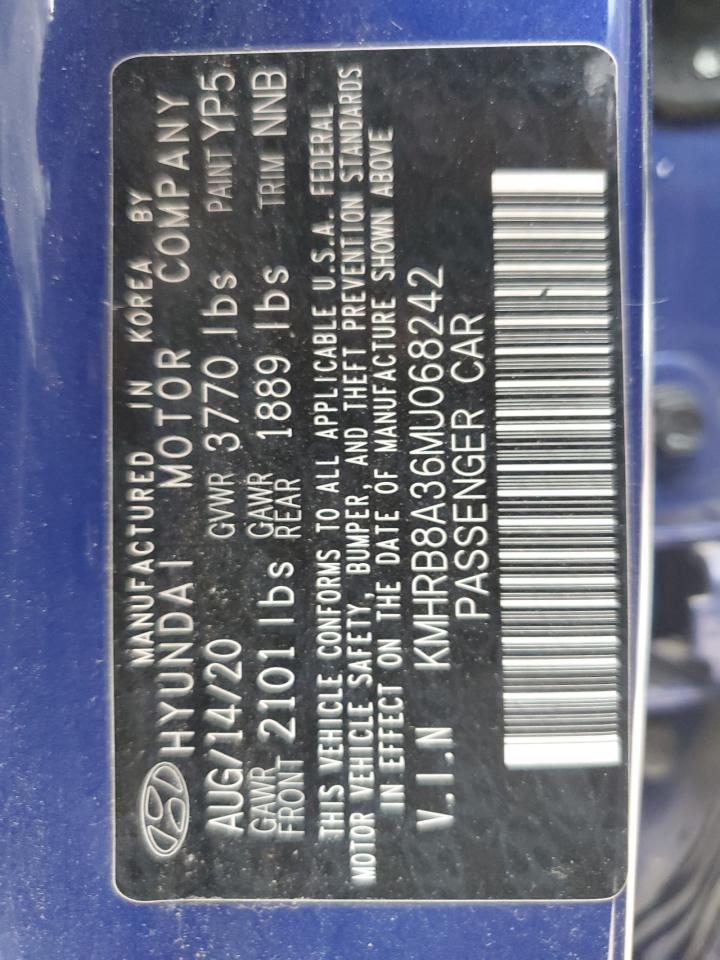 MANUFACTURED IN KOREA BY
HYUNDAI MOTOR COMPANY
AUG/14/20 GVWR 3770 lbs PAINT YP5
GAWR FRONT 2101 lbs GAWR REAR 1889 lbs TRIM NNB
THIS VEHICLE CONFORMS TO ALL APPLICABLE U.S.A. FEDERAL
MOTOR VEHICLE SAFETY, BUMPER, AND THEFT PREVENTION STANDARDS
IN EFFECT ON THE DATE OF MANUFACTURE SHOWN ABOVE
V.I.N KMHRB8A36MU068242
PASSENGER CAR